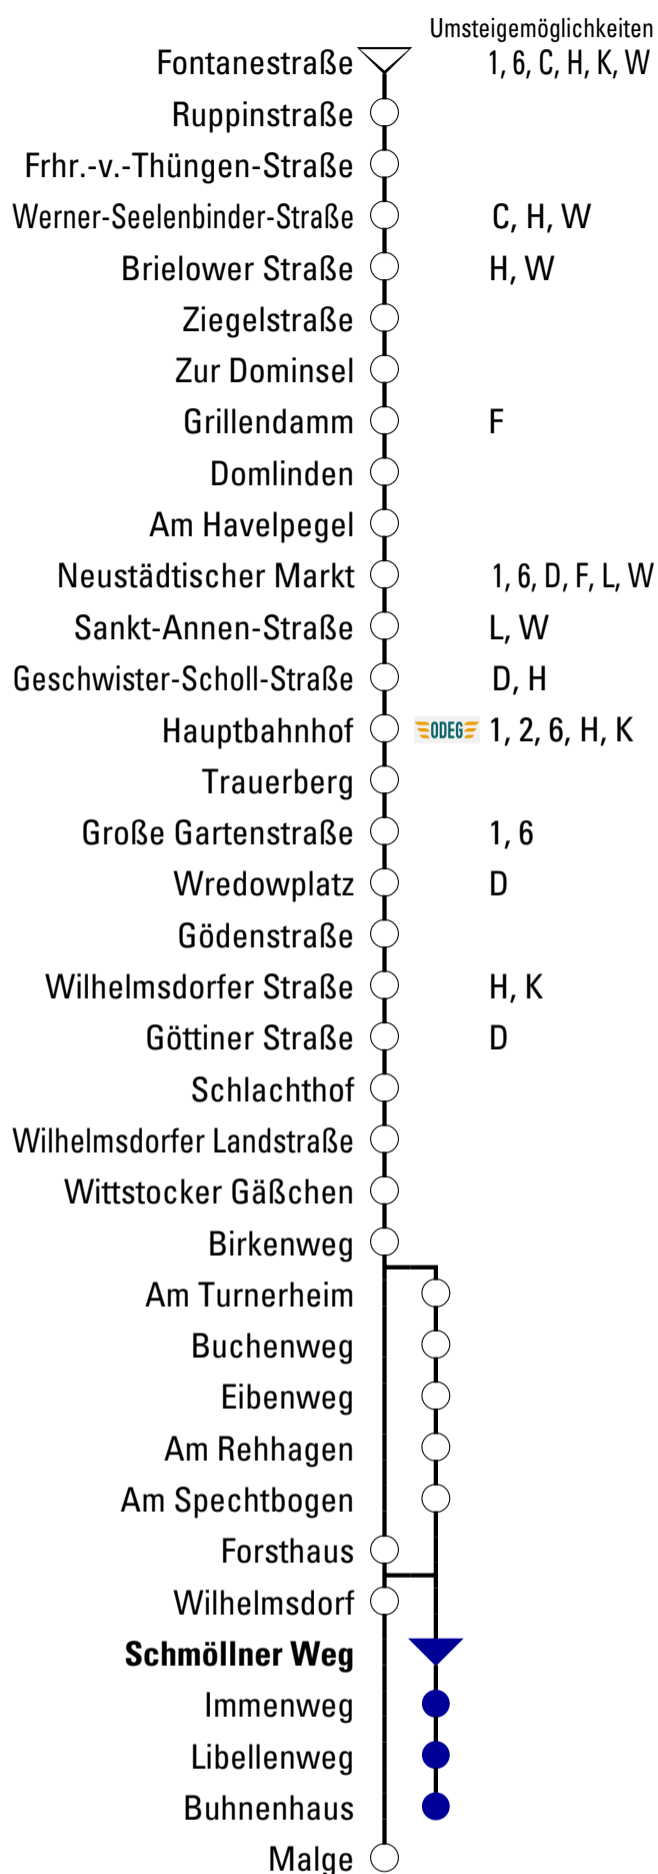 Umsteigemöglichkeiten
Fontanestraße 1, 6, C, H, K, W
Ruppinstraße
Frhr.-v.-Thüngen-Straße
Werner-Seelenbinder-Straße C, H, W
Brielower Straße H, W
Ziegelstraße
Zur Dominsel
Grillendamm F
Domlinden
Am Havelpegel
Neustädtischer Markt 1, 6, D, F, L, W
Sankt-Annen-Straße L, W
Geschwister-Scholl-Straße D, H
Hauptbahnhof ODEG 1, 2, 6, H, K
Trauerberg
Große Gartenstraße 1, 6
Wredowplatz D
Gödenstraße
Wilhelmsdorfer Straße H, K
Göttiner Straße D
Schlachthof
Wilhelmsdorfer Landstraße
Wittstocker Gäßchen
Birkenweg
Am Turnerheim
Buchenweg
Eibenweg
Am Rehhagen
Am Spechtbogen
Forsthaus
Wilhelmsdorf
Schmöllner Weg
Immenweg
Libellenweg
Buhnenhaus
Malge